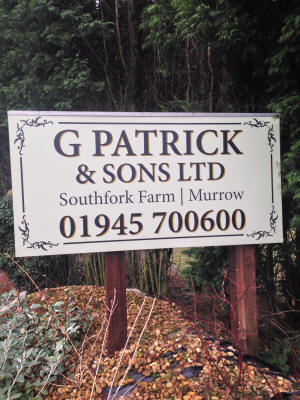 G PATRICK
& SONS LTD
Southfork Farm | Murrow
01945 700600